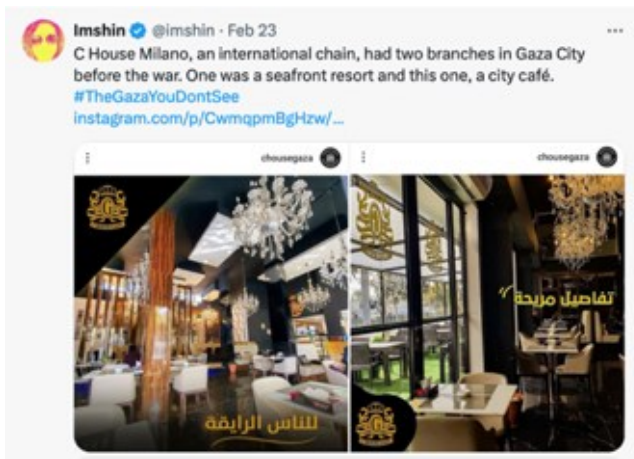 Imshin @imshin · Feb 23
C House Milano, an international chain, had two branches in Gaza City
before the war. One was a seafront resort and this one, a city café.
#TheGazaYouDontSee
instagram.com/p/CwmqpmBgHzw/...
chousegaza
chousegaza
للناس الرايقة
تفاصيل مريحة